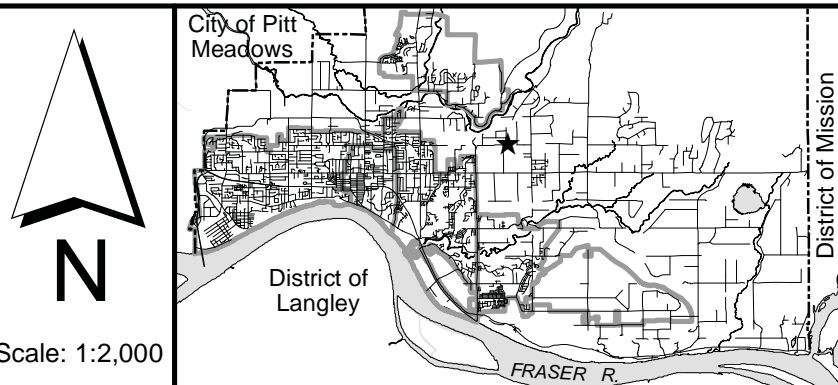 N
Scale: 1:2,000
City of Pitt
Meadows
District of
Langley
FRASER R.
District of Mission